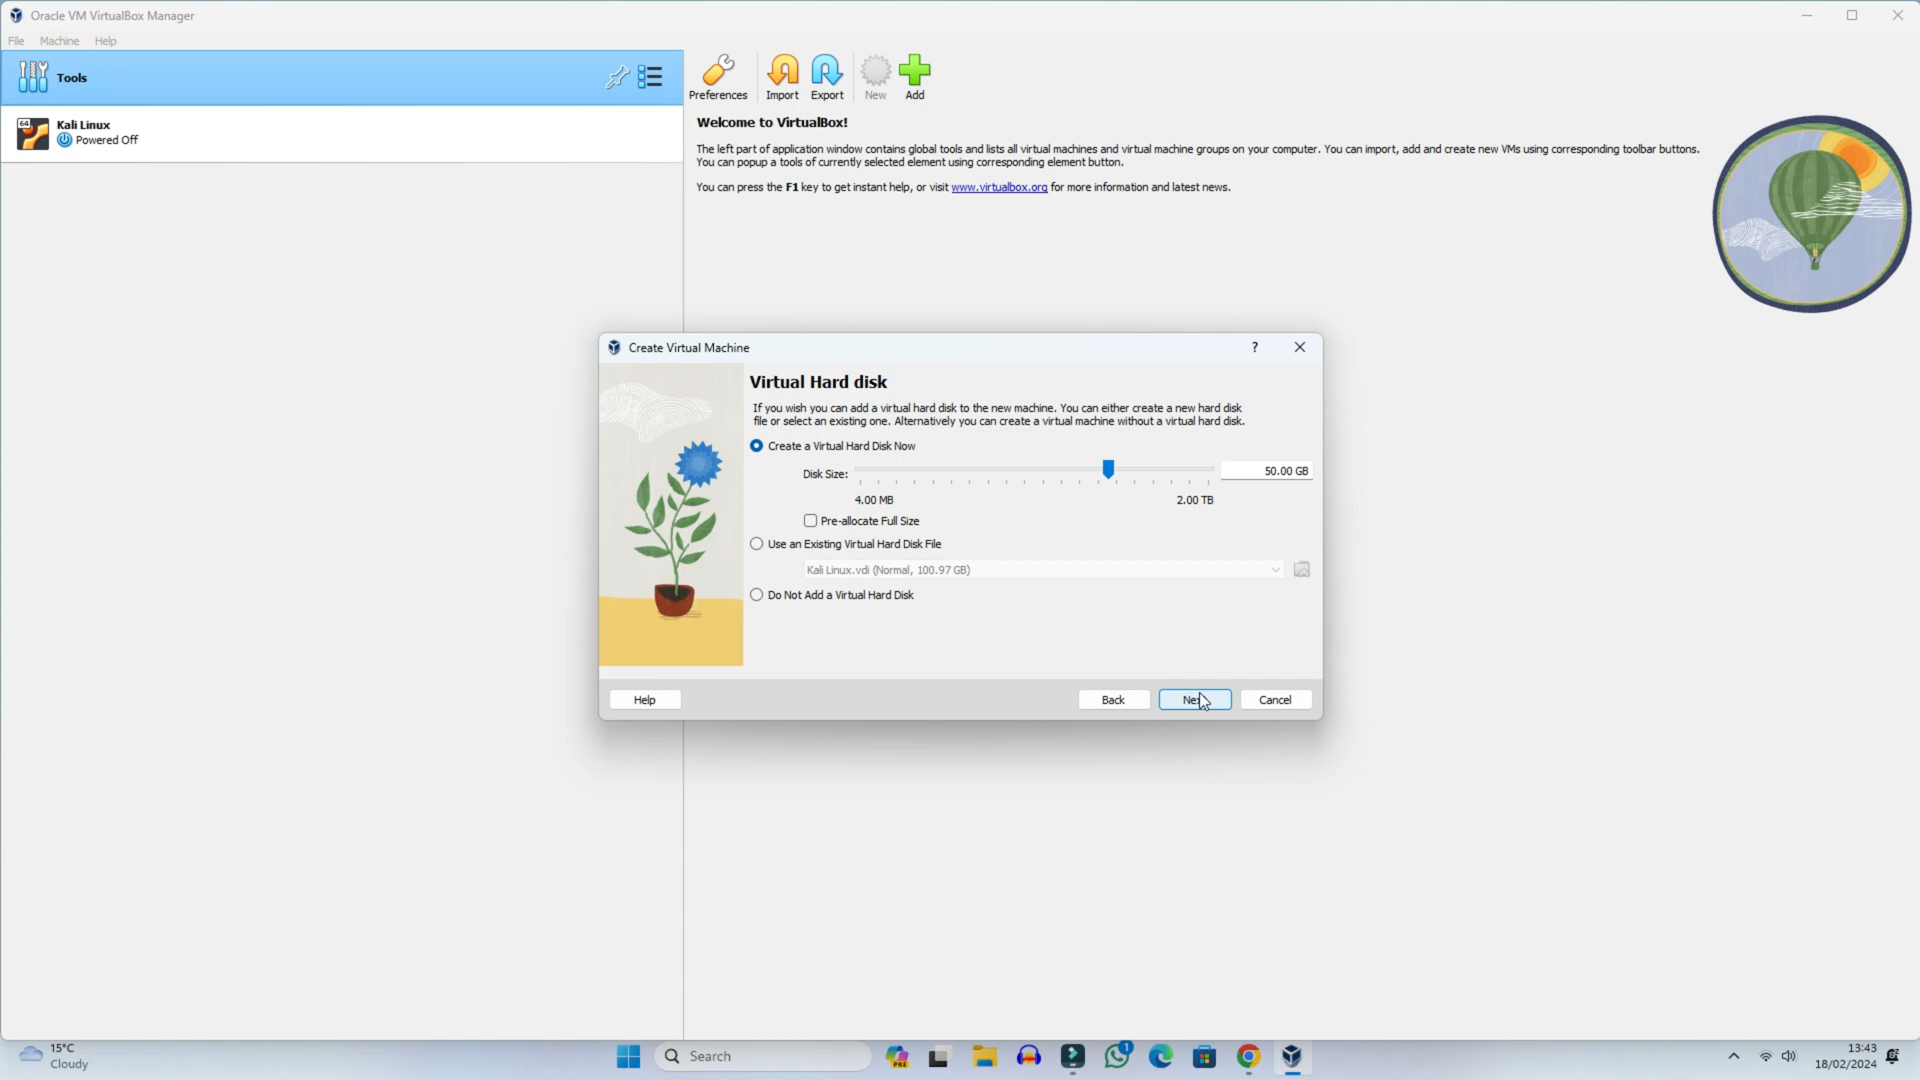 Oracle VM VirtualBox Manager
File Machine Help
Tools
Preferences Import Export New Add
64 Kali Linux
Powered Off
Welcome to VirtualBox!
The left part of application window contains global tools and lists all virtual machines and virtual machine groups on your computer. You can import, add and create new VMs using corresponding toolbar buttons.
You can popup a tools of currently selected element using corresponding element button.
You can press the F1 key to get instant help, or visit www.virtualbox.org for more information and latest news.
Create Virtual Machine
?
Virtual Hard disk
If you wish you can add a virtual hard disk to the new machine. You can either create a new hard disk
file or select an existing one. Alternatively you can create a virtual machine without a virtual hard disk.
Create a Virtual Hard Disk Now
Disk Size: 50.00 GB
4.00 MB 2.00 TB
Pre-allocate Full Size
Use an Existing Virtual Hard Disk File
Kali Linux.vdi (Normal, 100.97 GB)
Do Not Add a Virtual Hard Disk
Help Back Next Cancel
15°C
Cloudy
Search
PRE
1
13:43
18/02/2024